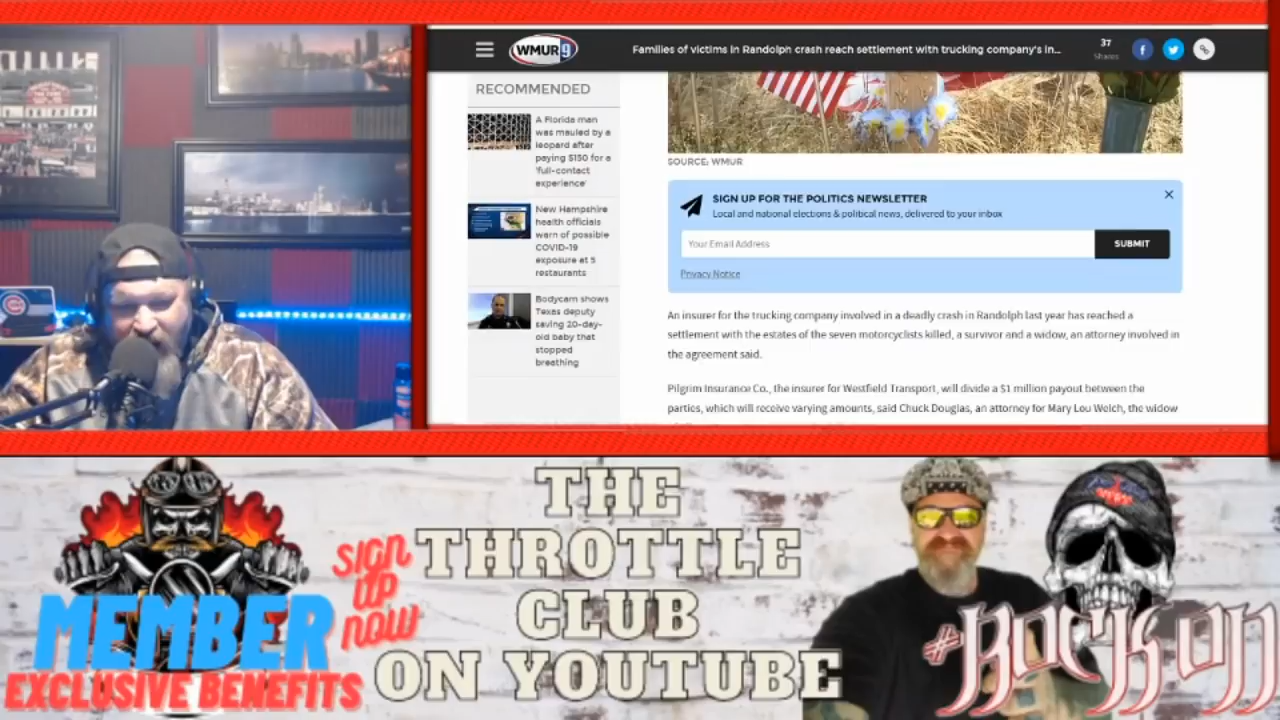 WMUR 9
Families of victims in Randolph crash reach settlement with trucking company's in...
37
Shares
RECOMMENDED
A Florida man
was mauled by a
leopard after
paying $150 for a
'full-contact
experience'
New Hampshire
health officials
warn of possible
COVID-19
exposure at 5
restaurants
Bodycam shows
Texas deputy
saving 20-day-
old baby that
stopped
breathing
SOURCE: WMUR
SIGN UP FOR THE POLITICS NEWSLETTER
Local and national elections & political news, delivered to your inbox
Your Email Address
SUBMIT
Privacy Notice
An insurer for the trucking company involved in a deadly crash in Randolph last year has reached a
settlement with the estates of the seven motorcyclists killed, a survivor and a widow, an attorney involved in
the agreement said.
Pilgrim Insurance Co., the insurer for Westfield Transport, will divide a $1 million payout between the
parties, which will receive varying amounts, said Chuck Douglas, an attorney for Mary Lou Welch, the widow
MEMBER
EXCLUSIVE BENEFITS
sign
up
now
THE
THROTTLE
CLUB
ON YOUTUBE
#ROCK ON